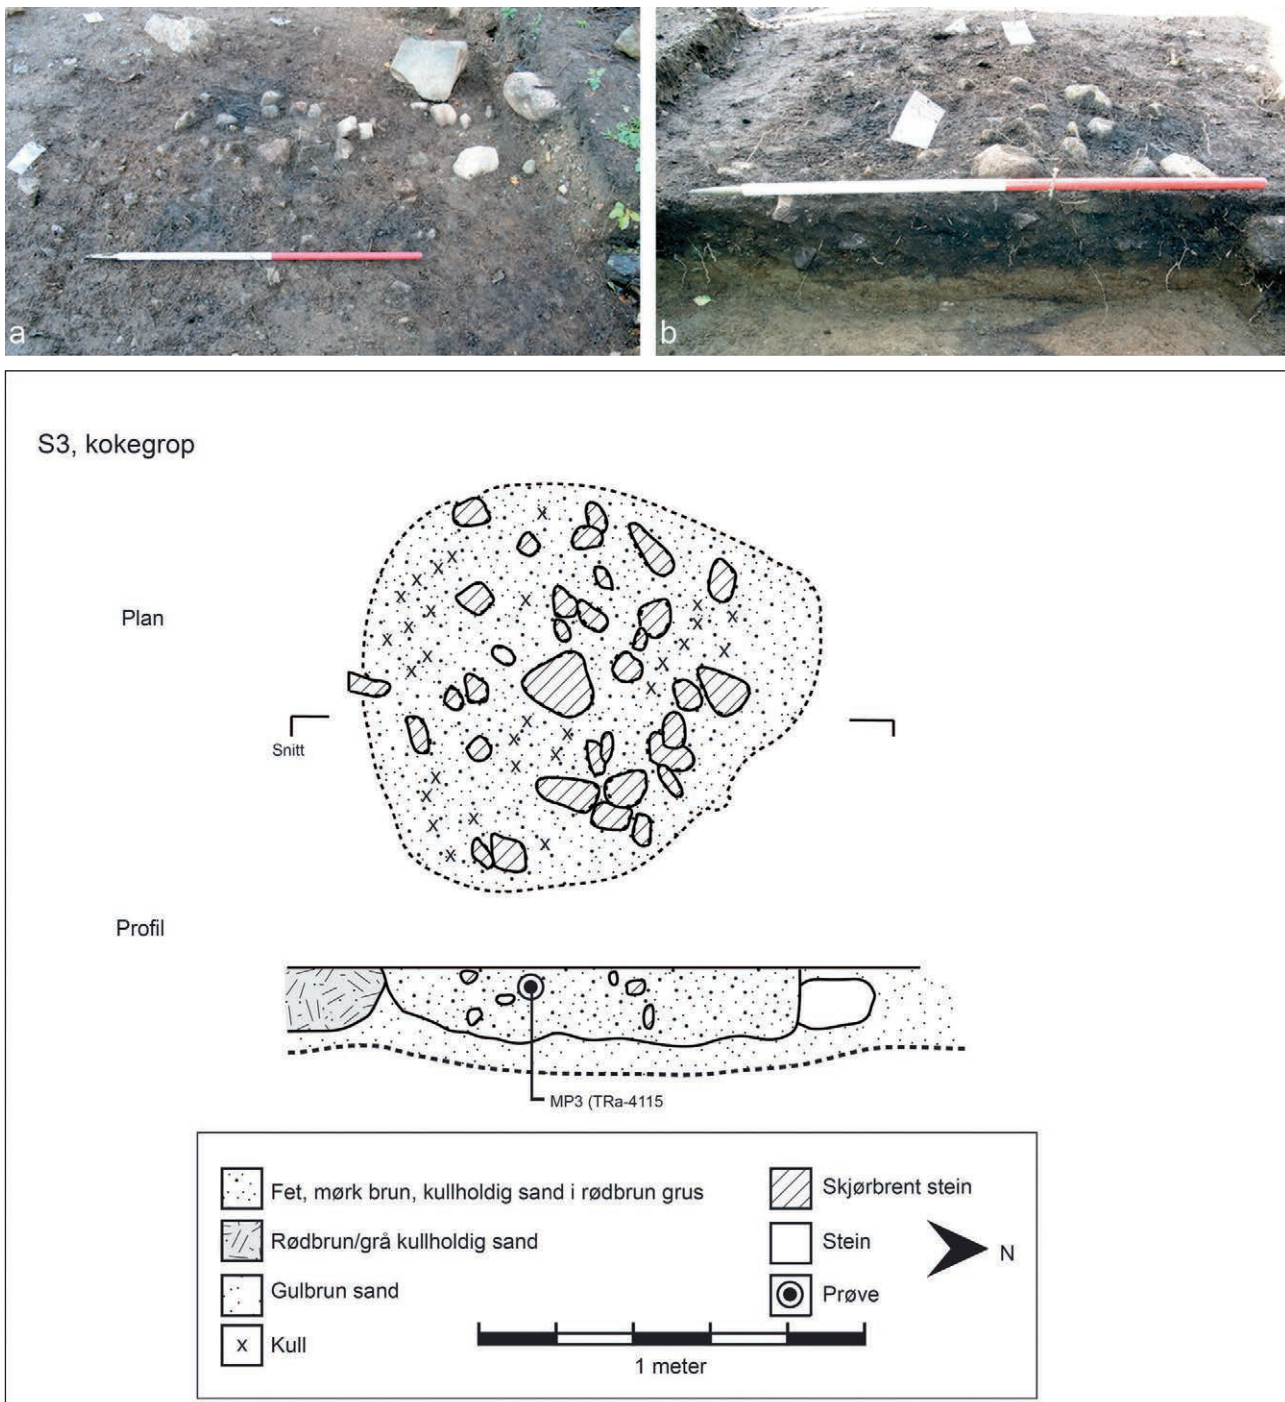 a
b
S3, kokegrop
Plan
Snitt
Profil
MP3 (TRa-4115
Fet, mørk brun, kullholdig sand i rødbrun grus
Rødbrun/grå kullholdig sand
Gulbrun sand
x Kull
Skjørbrent stein
Stein
N
Prøve
1 meter